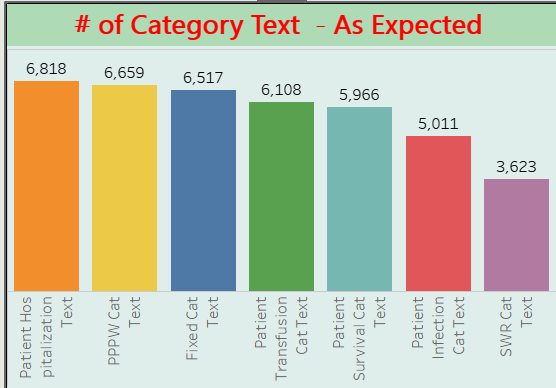 # of Category Text - As Expected
6,818
6,659
6,517
6,108
5,966
5,011
3,623
Patient Hos
pitalization
Text
PPPW Cat
Text
Fixed Cat
Text
Patient
Transfusion
Cat Text
Patient
Survival Cat
Text
Patient
Infection
Cat Text
SWR Cat
Text